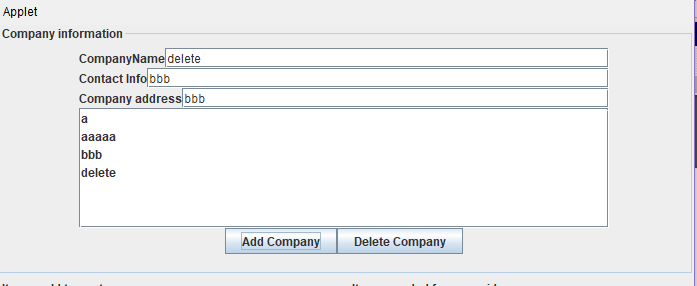 Applet
Company information
CompanyName delete
Contact Info bbb
Company address bbb
a
aaaaa
bbb
delete
Add Company Delete Company